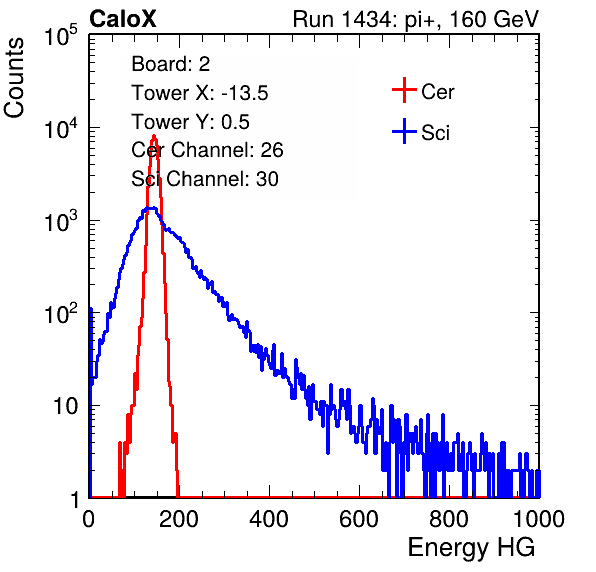 CaloX Run 1434: pi+, 160 GeV
Counts
10^5
10^4
10^3
10^2
10
1
Board: 2
Tower X: -13.5
Tower Y: 0.5
Cer Channel: 26
Sci Channel: 30
Cer
Sci
0 200 400 600 800 1000
Energy HG